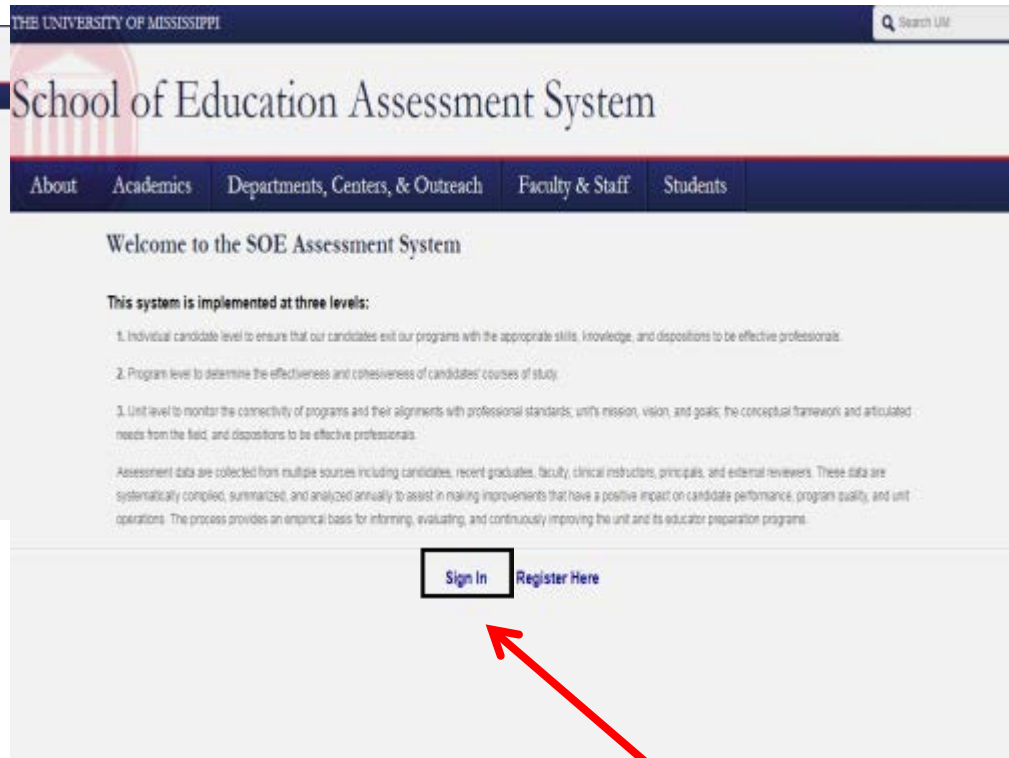 THE UNIVERSITY OF MISSISSIPPI
Search UM
School of Education Assessment System
About Academics Departments, Centers, & Outreach Faculty & Staff Students
Welcome to the SOE Assessment System
This system is implemented at three levels:
1. Individual candidate level to ensure that our candidates exit our programs with the appropriate skills, knowledge, and dispositions to be effective professionals.
2. Program level to determine the effectiveness and cohesiveness of candidates' courses of study.
3. Unit level to monitor the connectivity of programs and their alignments with professional standards; unit's mission, vision, and goals; the conceptual framework and articulated
needs from the field; and dispositions to be effective professionals.
Assessment data are collected from multiple sources including candidates, recent graduates, faculty, clinical instructors, principals, and external reviewers. These data are
systematically compiled, summarized, and analyzed annually to assist in making improvements that have a positive impact on candidate performance, program quality, and unit
operations. The process provides an empirical basis for informing, evaluating, and continuously improving the unit and its educator preparation programs.
Sign In Register Here